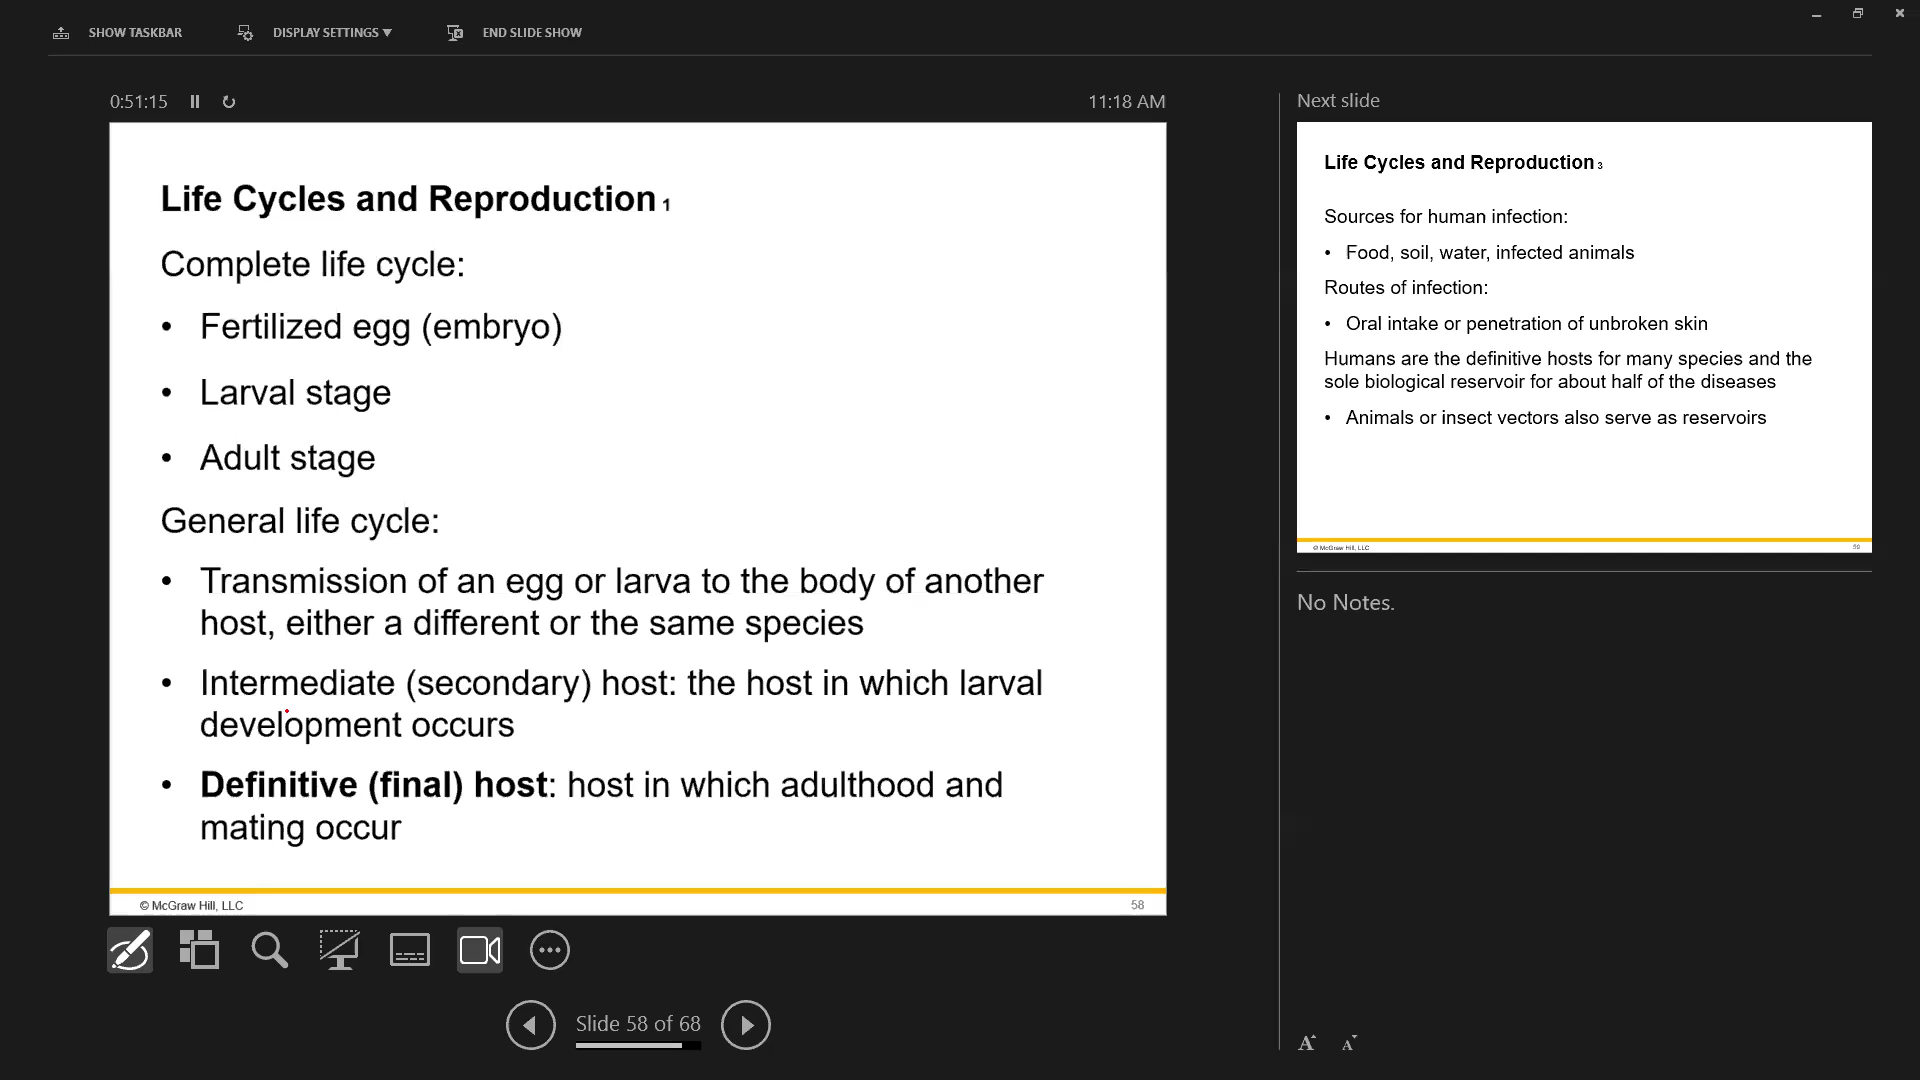 SHOW TASKBAR
DISPLAY SETTINGS ▼
END SLIDE SHOW
0:51:15
11:18 AM
Life Cycles and Reproduction 1
Complete life cycle:
• Fertilized egg (embryo)
• Larval stage
• Adult stage
General life cycle:
• Transmission of an egg or larva to the body of another
host, either a different or the same species
• Intermediate (secondary) host: the host in which larval
development occurs
• Definitive (final) host: host in which adulthood and
mating occur
© McGraw Hill, LLC
58
Slide 58 of 68
Next slide
Life Cycles and Reproduction 3
Sources for human infection:
• Food, soil, water, infected animals
Routes of infection:
• Oral intake or penetration of unbroken skin
Humans are the definitive hosts for many species and the
sole biological reservoir for about half of the diseases
• Animals or insect vectors also serve as reservoirs
© McGraw Hill, LLC
59
No Notes.
A A